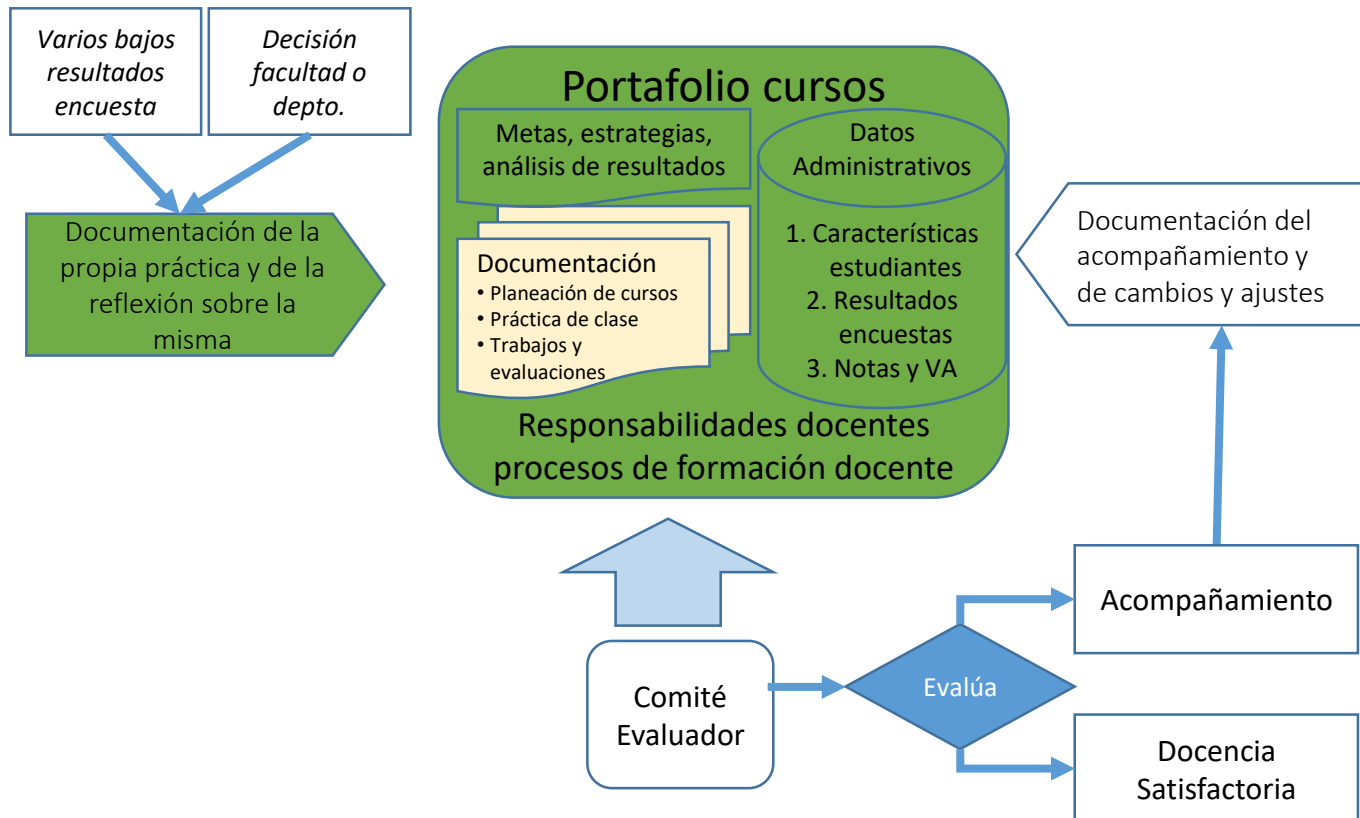 Varios bajos
resultados
encuesta
Decisión
facultad o
depto.
Documentación de la
propia práctica y de la
reflexión sobre la
misma
Portafolio cursos
Metas, estrategias,
análisis de resultados
Documentación
• Planeación de cursos
• Práctica de clase
• Trabajos y
evaluaciones
Datos
Administrativos
1. Características
estudiantes
2. Resultados
encuestas
3. Notas y VA
Responsabilidades docentes
procesos de formación docente
Documentación del
acompañamiento y
de cambios y ajustes
Comité
Evaluador
Evalúa
Acompañamiento
Docencia
Satisfactoria